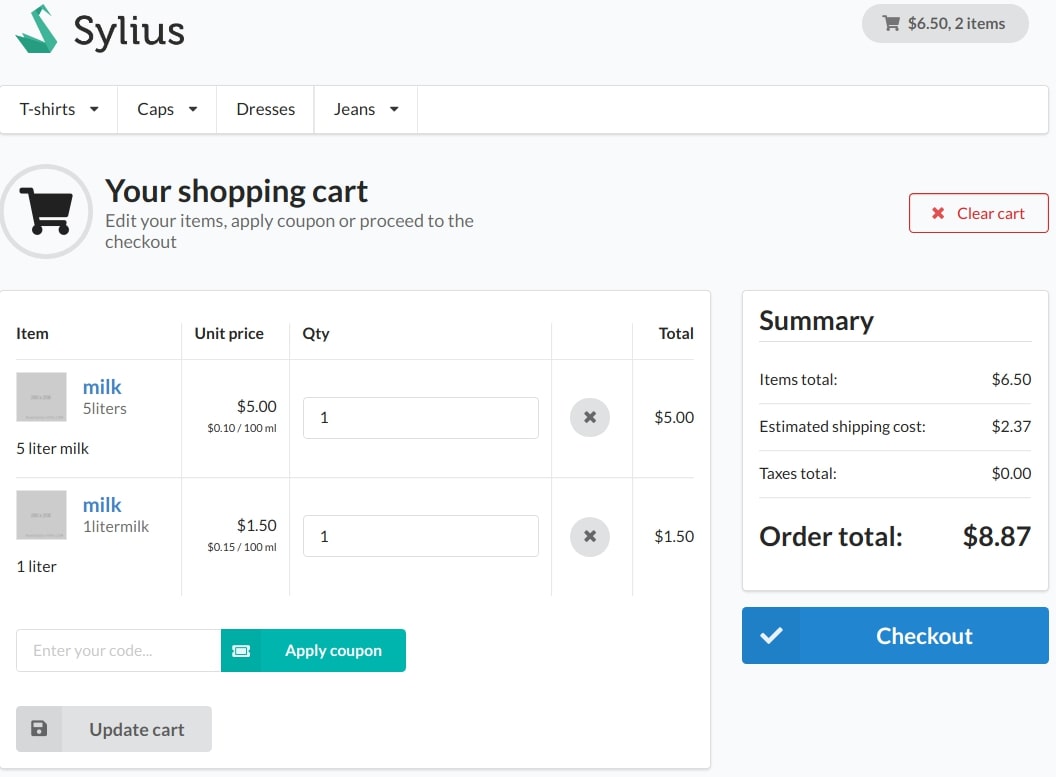 Sylius
$6.50, 2 items
T-shirts Caps Dresses Jeans
Your shopping cart
Edit your items, apply coupon or proceed to the
checkout
Clear cart
Item Unit price Qty Total
milk
5liters
5 liter milk
$5.00
$0.10 / 100 ml
1
$5.00
milk
1litermilk
1 liter
$1.50
$0.15 / 100 ml
1
$1.50
Enter your code...
Apply coupon
Update cart
Summary
Items total: $6.50
Estimated shipping cost: $2.37
Taxes total: $0.00
Order total: $8.87
Checkout